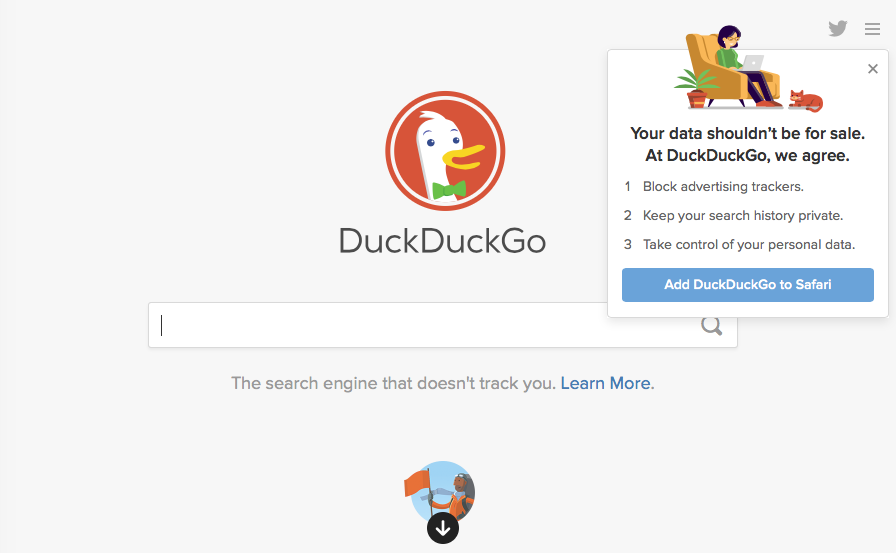 Your data shouldn't be for sale.
At DuckDuckGo, we agree.
1 Block advertising trackers.
2 Keep your search history private.
3 Take control of your personal data.
Add DuckDuckGo to Safari
DuckDuckGo
The search engine that doesn't track you. Learn More.